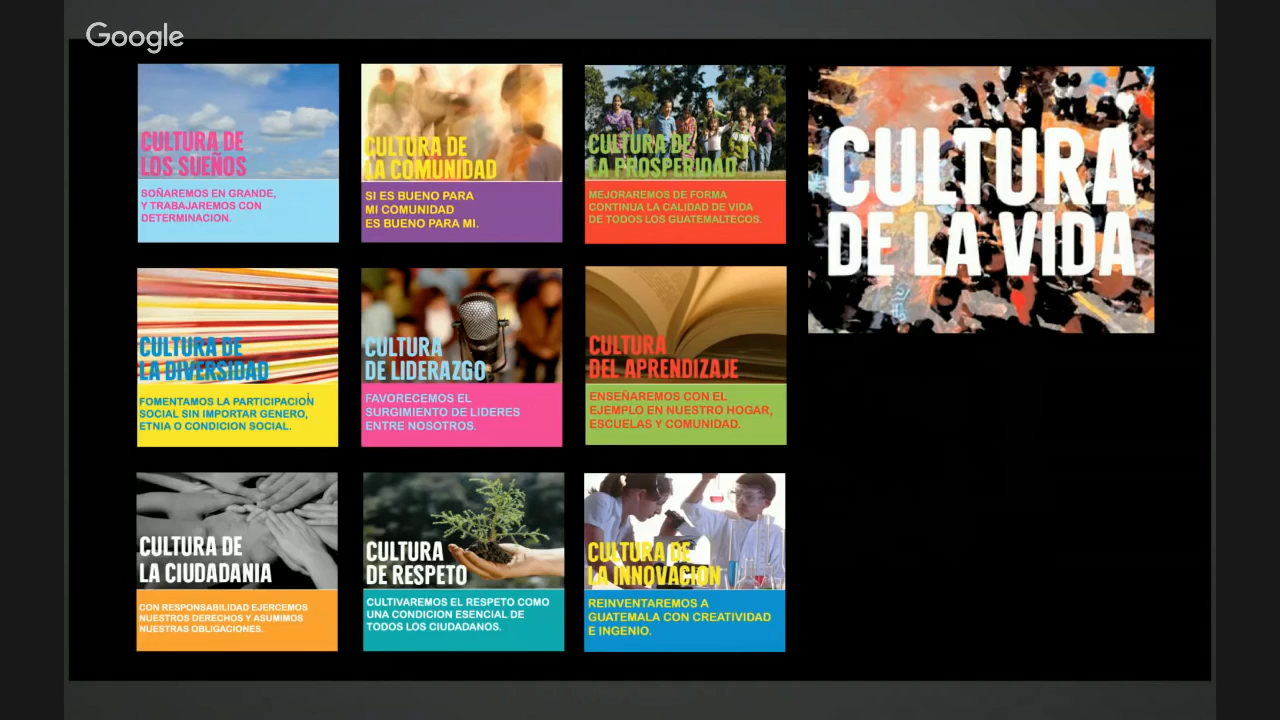 Google
CULTURA DE
LOS SUEÑOS
SOÑAREMOS EN GRANDE,
Y TRABAJAREMOS CON
DETERMINACION.
CULTURA DE
LA COMUNIDAD
SI ES BUENO PARA
MI COMUNIDAD
ES BUENO PARA MI.
CULTURA DE
LA PROSPERIDAD
MEJORAREMOS DE FORMA
CONTINUA LA CALIDAD DE VIDA
DE TODOS LOS GUATEMALTECOS.
CULTURA
DE LA VIDA
CULTURA DE
LA DIVERSIDAD
FOMENTAMOS LA PARTICIPACION
SOCIAL SIN IMPORTAR GENERO,
ETNIA O CONDICION SOCIAL.
CULTURA
DE LIDERAZGO
FAVORECEMOS EL
SURGIMIENTO DE LIDERES
ENTRE NOSOTROS.
CULTURA
DEL APRENDIZAJE
ENSEÑAREMOS CON EL
EJEMPLO EN NUESTRO HOGAR,
ESCUELAS Y COMUNIDAD.
CULTURA DE
LA CIUDADANIA
CON RESPONSABILIDAD EJERCEMOS
NUESTROS DERECHOS Y ASUMIMOS
NUESTRAS OBLIGACIONES.
CULTURA
DE RESPETO
CULTIVAREMOS EL RESPETO COMO
UNA CONDICION ESENCIAL DE
TODOS LOS CIUDADANOS.
CULTURA DE
LA INNOVACION
REINVENTAREMOS A
GUATEMALA CON CREATIVIDAD
E INGENIO.